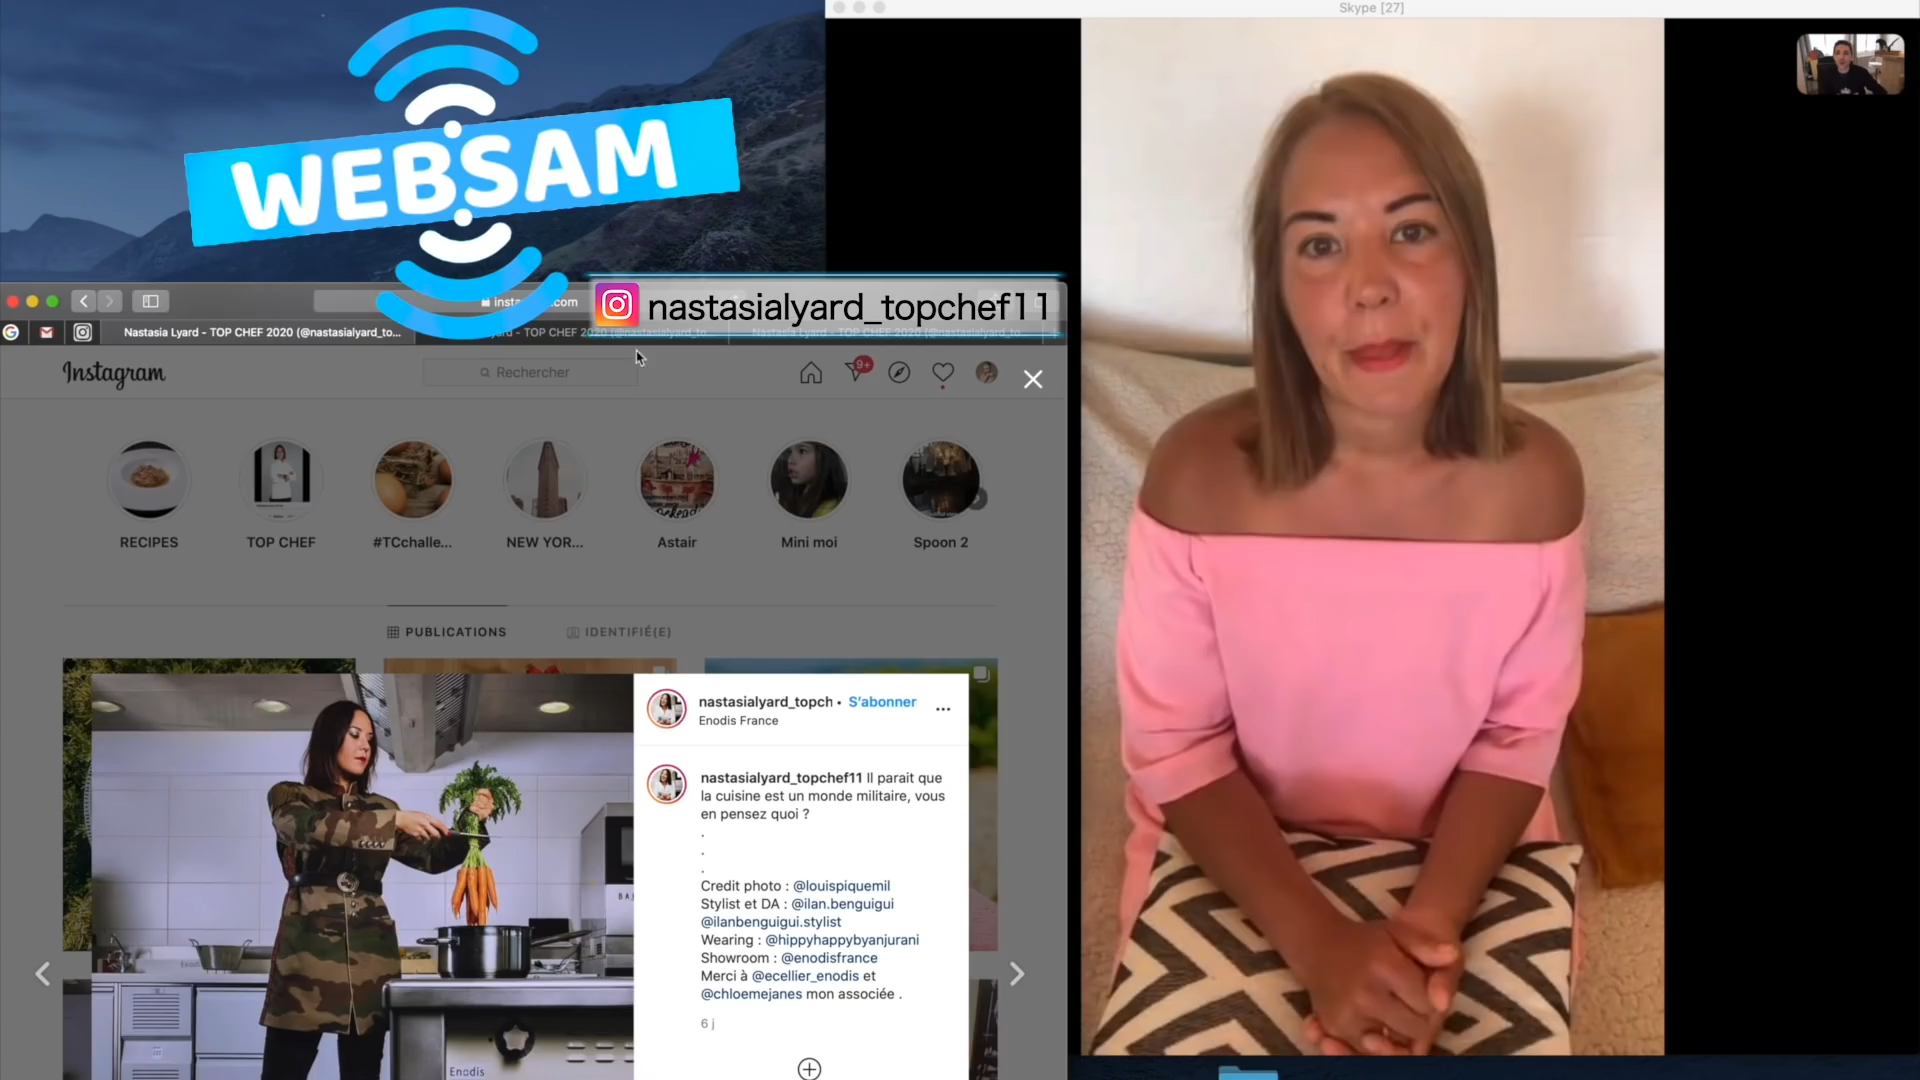 Skype [27]
WEBSAM
nastasialyard_topchef11
Nastasia Lyard - TOP CHEF 2020 (@nastasialyard_to...
Instagram
Rechercher
9+
RECIPES
TOP CHEF
#TCchalle...
NEW YOR...
Astair
Mini moi
Spoon 2
PUBLICATIONS
IDENTIFIÉ(E)
nastasialyard_topch • S'abonner
Enodis France
nastasialyard_topchef11 Il parait que
la cuisine est un monde militaire, vous
en pensez quoi ?
.
.
.
Credit photo : @louispiquemil
Stylist et DA : @ilan.benguigui
@ilanbenguigui.stylist
Wearing : @hippyhappybyanjurani
Showroom : @enodisfrance
Merci à @ecellier_enodis et
@chloemejanes mon associée .
6 j
Enodis